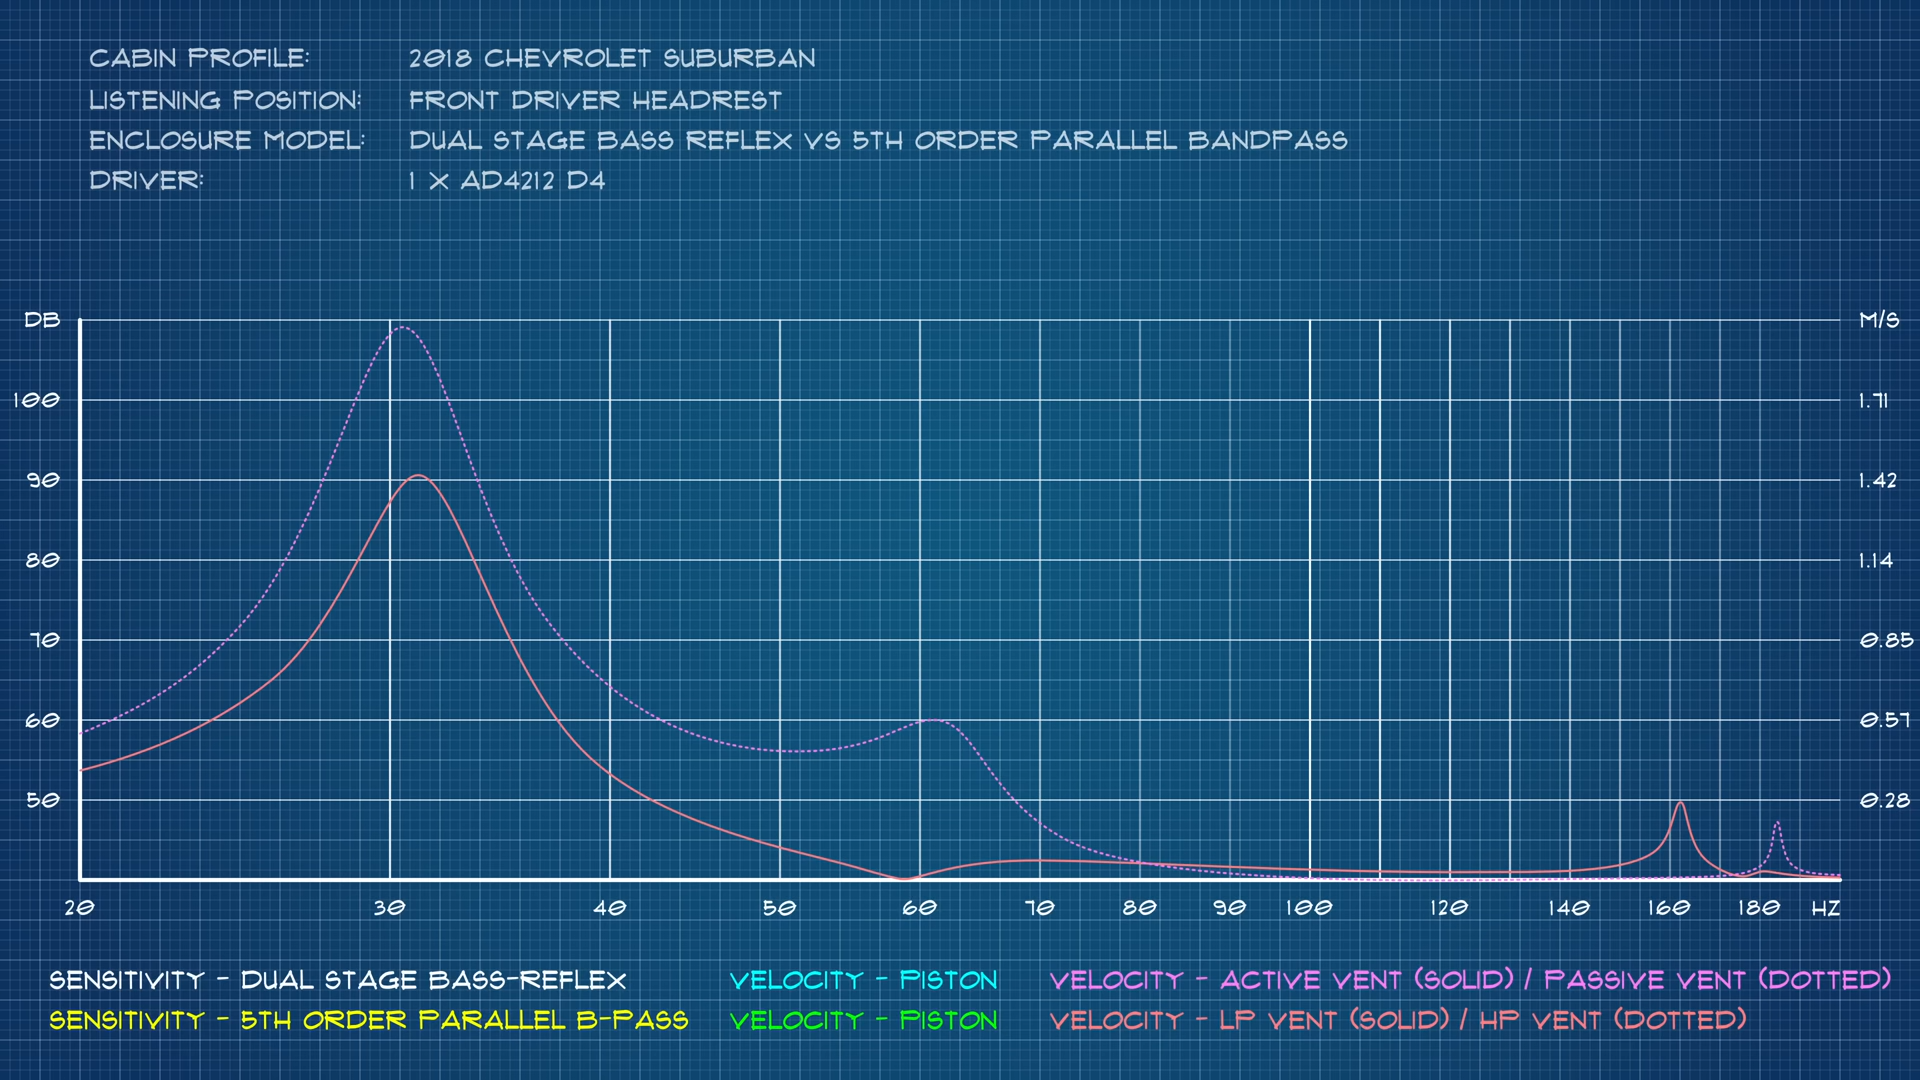 CABIN PROFILE: 2018 CHEVROLET SUBURBAN
LISTENING POSITION: FRONT DRIVER HEADREST
ENCLOSURE MODEL: DUAL STAGE BASS REFLEX VS 5TH ORDER PARALLEL BANDPASS
DRIVER: 1 X AD4212 D4
DB M/S
100 1.71
90 1.42
80 1.14
70 0.85
60 0.57
50 0.28
20 30 40 50 60 70 80 90 100 120 140 160 180 HZ
SENSITIVITY - DUAL STAGE BASS-REFLEX VELOCITY - PISTON VELOCITY - ACTIVE VENT (SOLID) / PASSIVE VENT (DOTTED)
SENSITIVITY - 5TH ORDER PARALLEL B-PASS VELOCITY - PISTON VELOCITY - LP VENT (SOLID) / HP VENT (DOTTED)